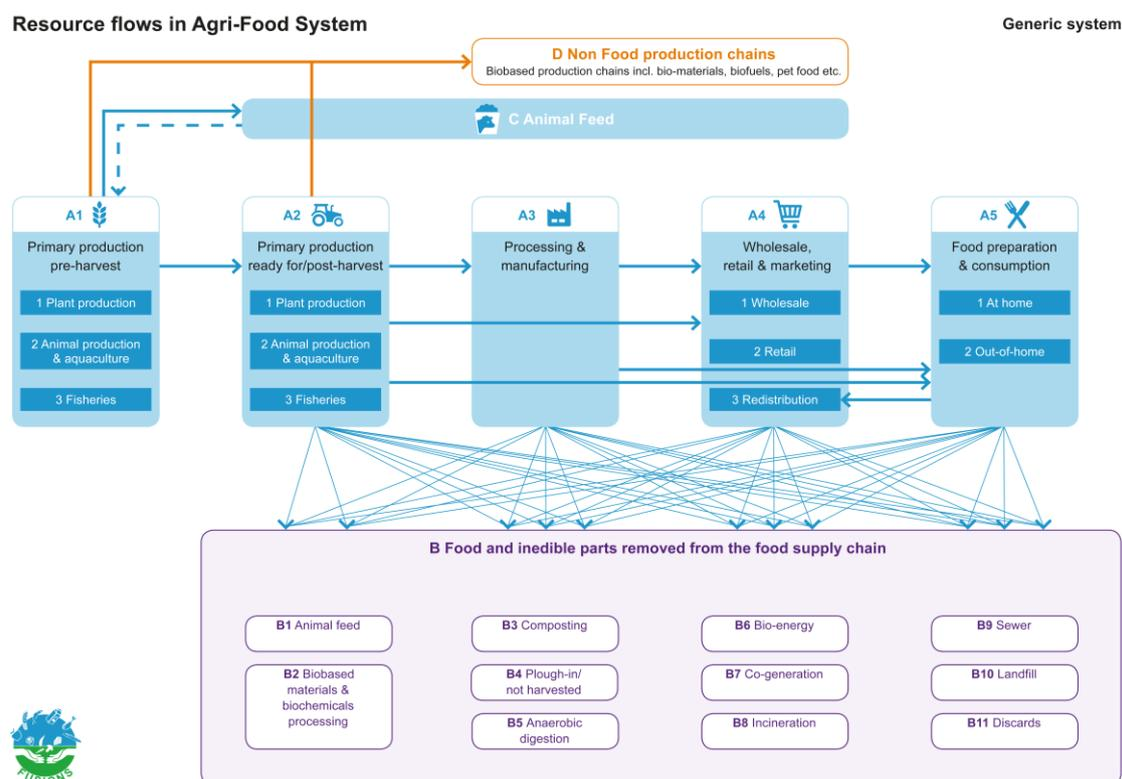 Resource flows in Agri-Food System
Generic system
D Non Food production chains
Biobased production chains incl. bio-materials, biofuels, pet food etc.
C Animal Feed
A1
Primary production
pre-harvest
1 Plant production
2 Animal production
& aquaculture
3 Fisheries
A2
Primary production
ready for/post-harvest
1 Plant production
2 Animal production
& aquaculture
3 Fisheries
A3
Processing &
manufacturing
A4
Wholesale,
retail & marketing
1 Wholesale
2 Retail
3 Redistribution
A5
Food preparation
& consumption
1 At home
2 Out-of-home
B Food and inedible parts removed from the food supply chain
B1 Animal feed
B2 Biobased
materials &
biochemicals
processing
B3 Composting
B4 Plough-in/
not harvested
B5 Anaerobic
digestion
B6 Bio-energy
B7 Co-generation
B8 Incineration
B9 Sewer
B10 Landfill
B11 Discards
FUSIONS